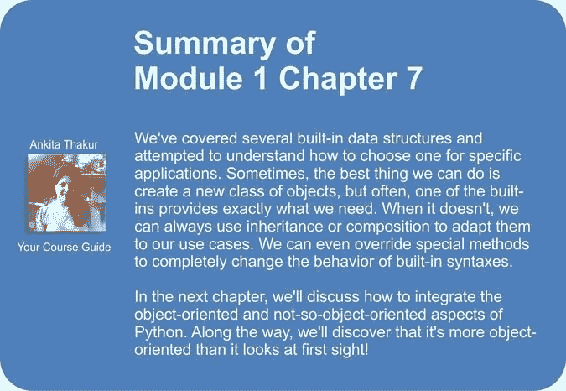 Summary of
Module 1 Chapter 7
Ankita Thakur
Your Course Guide
We've covered several built-in data structures and
attempted to understand how to choose one for specific
applications. Sometimes, the best thing we can do is
create a new class of objects, but often, one of the built-
ins provides exactly what we need. When it doesn't, we
can always use inheritance or composition to adapt them
to our use cases. We can even override special methods
to completely change the behavior of built-in syntaxes.
In the next chapter, we'll discuss how to integrate the
object-oriented and not-so-object-oriented aspects of
Python. Along the way, we'll discover that it's more object-
oriented than it looks at first sight!